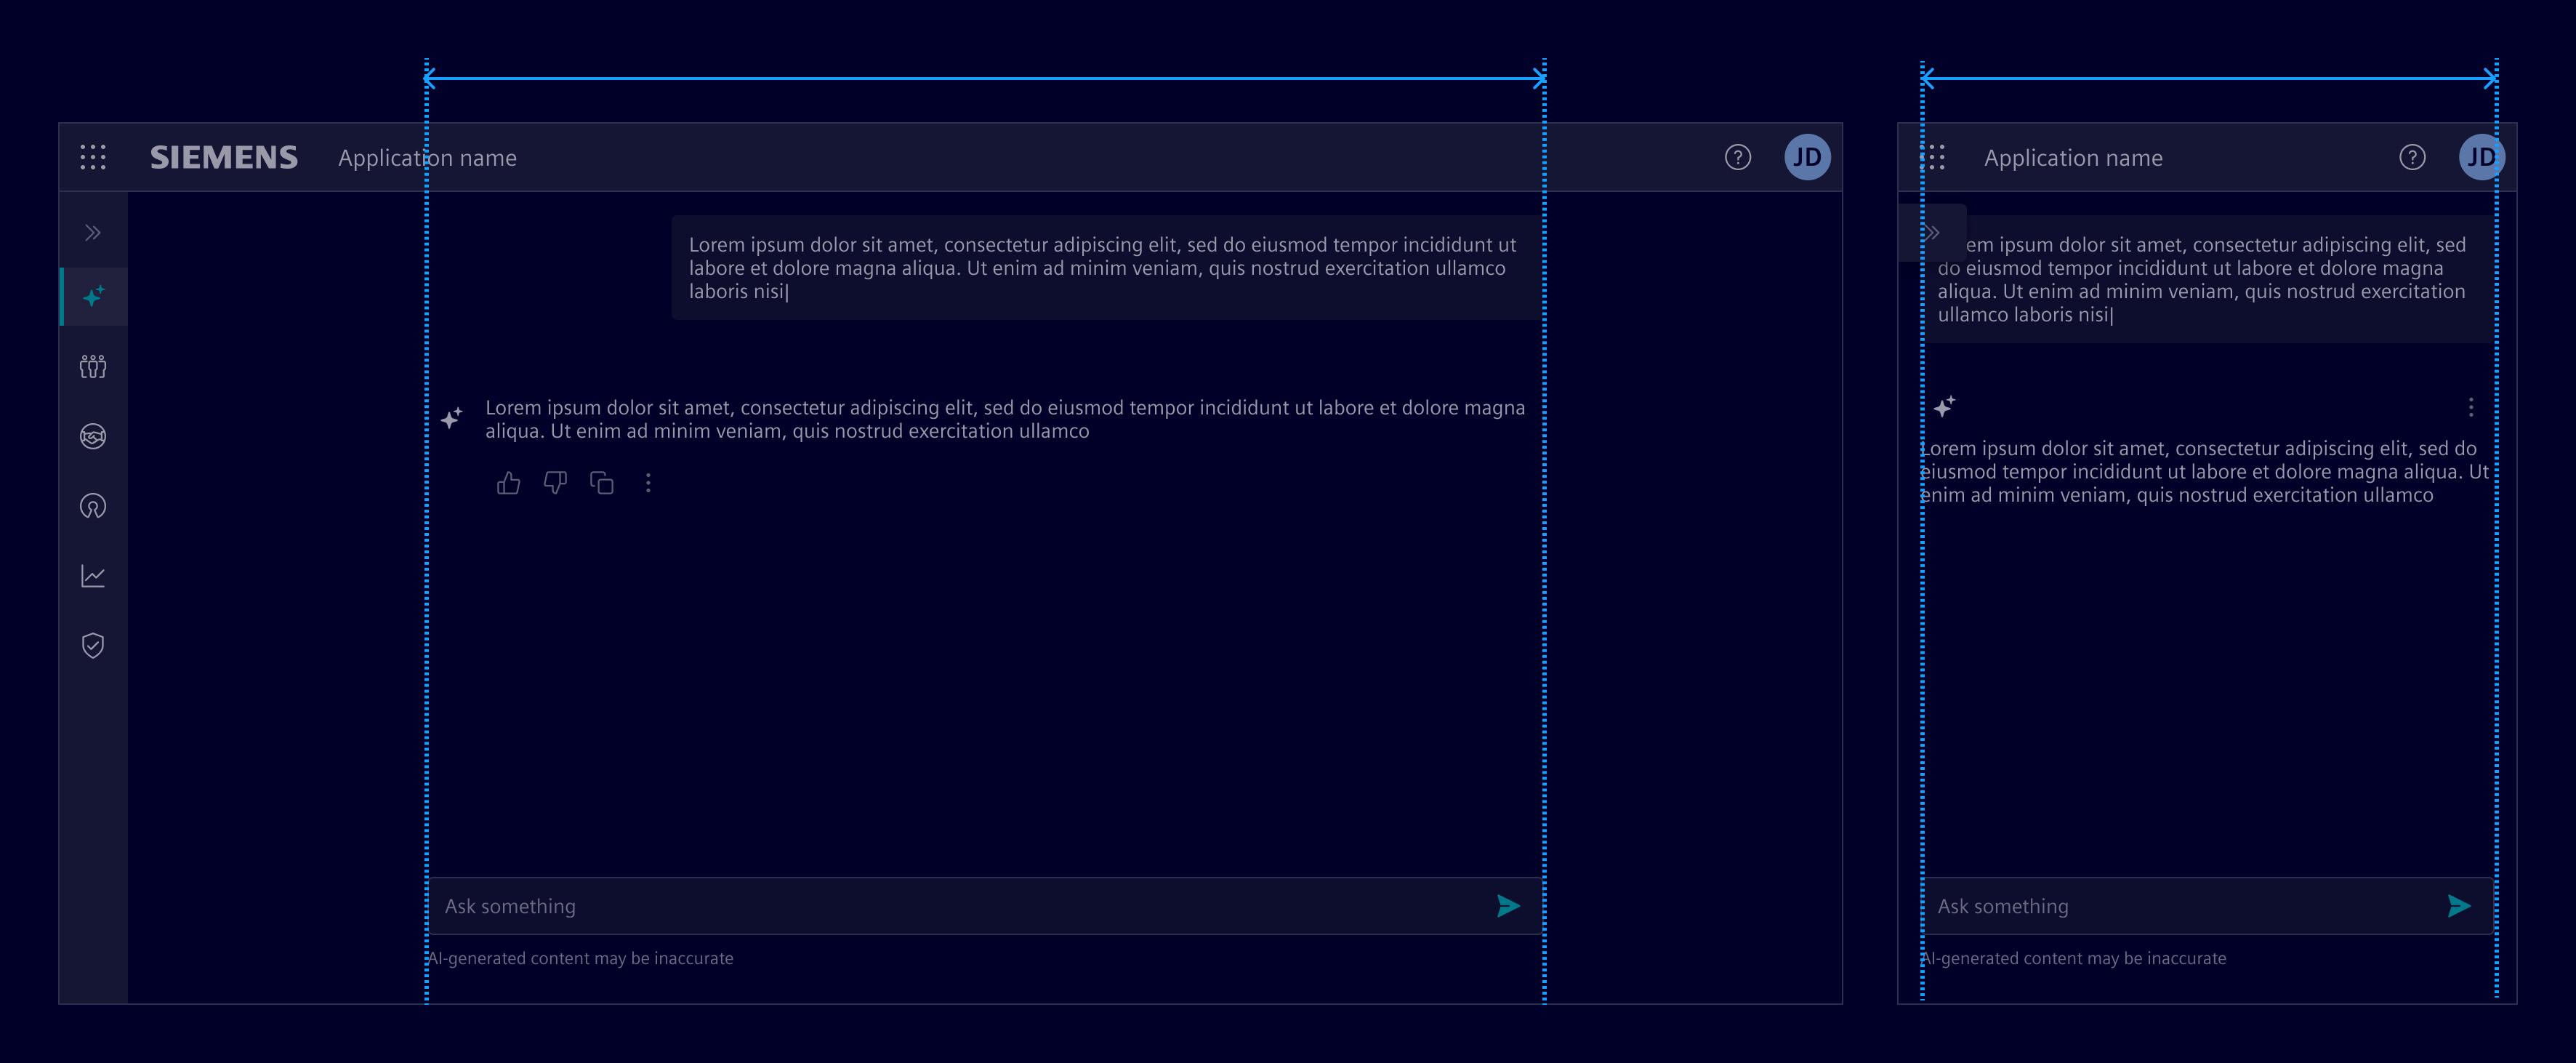 SIEMENS
Application name
JD
Lorem ipsum dolor sit amet, consectetur adipiscing elit, sed do eiusmod tempor incididunt ut
labore et dolore magna aliqua. Ut enim ad minim veniam, quis nostrud exercitation ullamco
laboris nisi|
Lorem ipsum dolor sit amet, consectetur adipiscing elit, sed do eiusmod tempor incididunt ut labore et dolore magna
aliqua. Ut enim ad minim veniam, quis nostrud exercitation ullamco
Ask something
AI-generated content may be inaccurate
Application name
JD
em ipsum dolor sit amet, consectetur adipiscing elit, sed
do eiusmod tempor incididunt ut labore et dolore magna
aliqua. Ut enim ad minim veniam, quis nostrud exercitation
ullamco laboris nisi|
Lorem ipsum dolor sit amet, consectetur adipiscing elit, sed do
eiusmod tempor incididunt ut labore et dolore magna aliqua. Ut
enim ad minim veniam, quis nostrud exercitation ullamco
Ask something
AI-generated content may be inaccurate